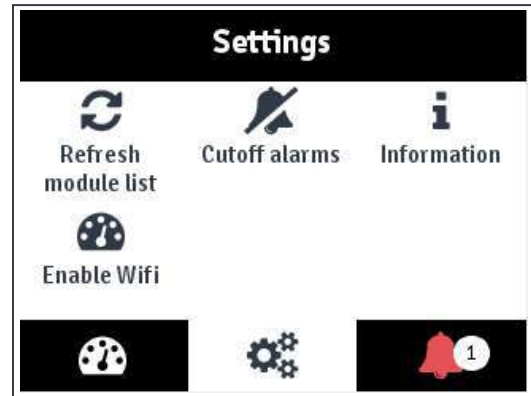 Settings
Refresh
module list
Cutoff alarms
Information
Enable Wifi
1